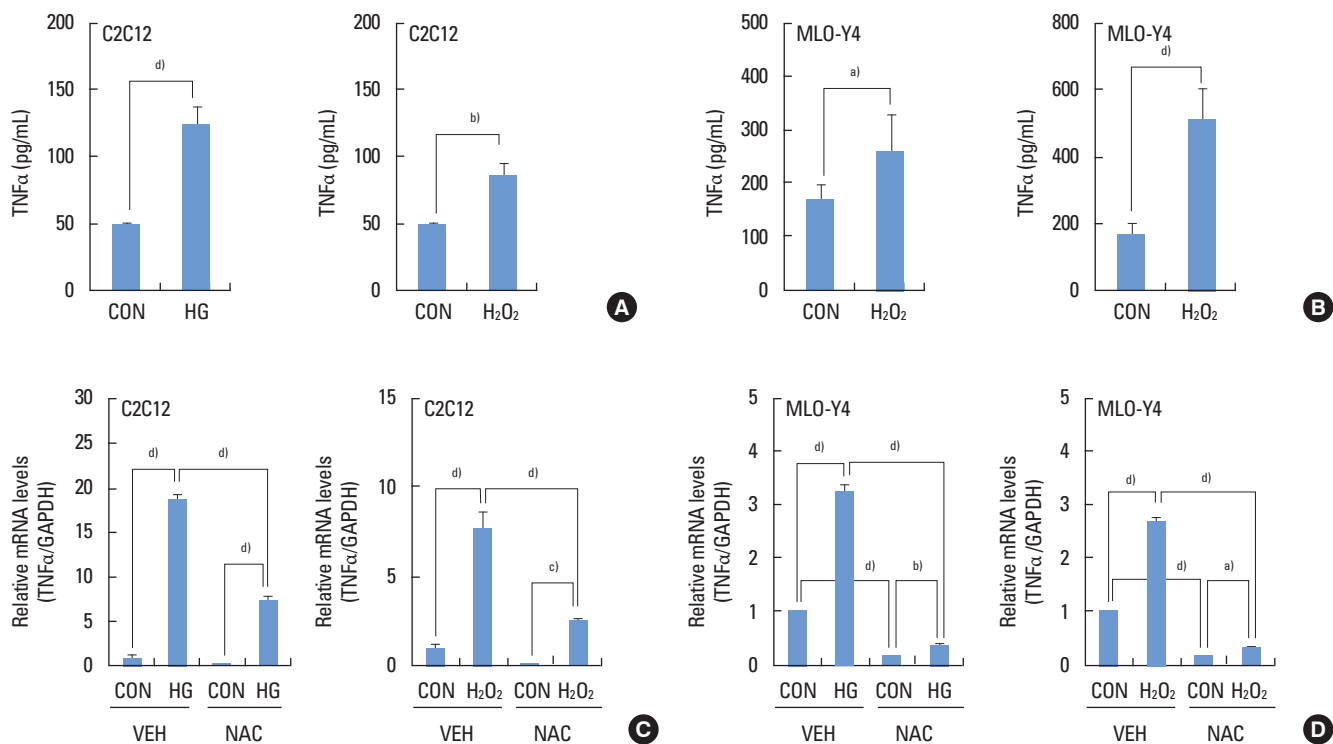 C2C12
TNFα (pg/mL)
200
150
100
50
0
d)
CON HG
C2C12
TNFα (pg/mL)
200
150
100
50
0
b)
CON H₂O₂
A
MLO-Y4
TNFα (pg/mL)
500
400
300
200
100
0
a)
CON H₂O₂
MLO-Y4
TNFα (pg/mL)
800
600
400
200
0
d)
CON H₂O₂
B
C2C12
Relative mRNA levels
(TNFα/GAPDH)
30
25
20
15
10
5
0
d) d)
d)
CON HG CON HG
VEH NAC
C2C12
Relative mRNA levels
(TNFα/GAPDH)
15
10
5
0
d) d)
c)
CON H₂O₂ CON H₂O₂
VEH NAC
C
MLO-Y4
Relative mRNA levels
(TNFα/GAPDH)
5
4
3
2
1
0
d) d)
d) b)
CON HG CON HG
VEH NAC
MLO-Y4
Relative mRNA levels
(TNFα/GAPDH)
5
4
3
2
1
0
d) d)
d) a)
CON H₂O₂ CON H₂O₂
VEH NAC
D